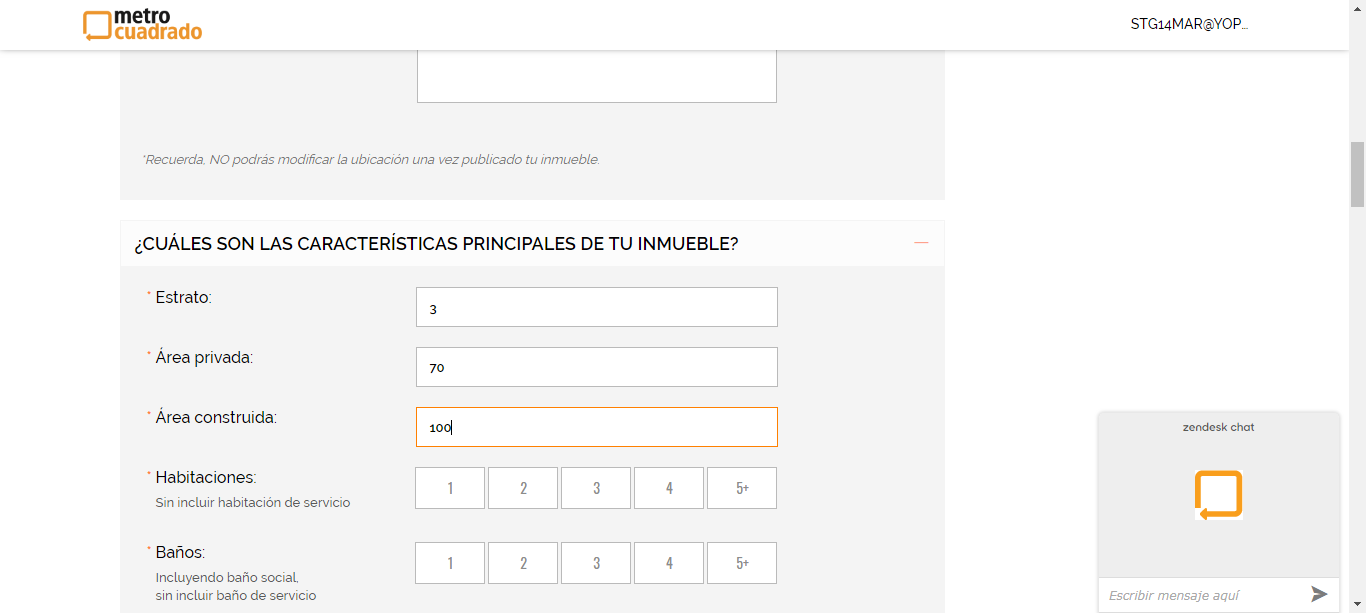 metro
cuadrado
STG14MAR@YOP...
*Recuerda, NO podrás modificar la ubicación una vez publicado tu inmueble.
¿CUÁLES SON LAS CARACTERÍSTICAS PRINCIPALES DE TU INMUEBLE?
* Estrato:
3
* Área privada:
70
* Área construida:
100
* Habitaciones:
1 2 3 4 5+
Sin incluir habitación de servicio
* Baños:
1 2 3 4 5+
Incluyendo baño social,
sin incluir baño de servicio
zendesk chat
Escribir mensaje aquí